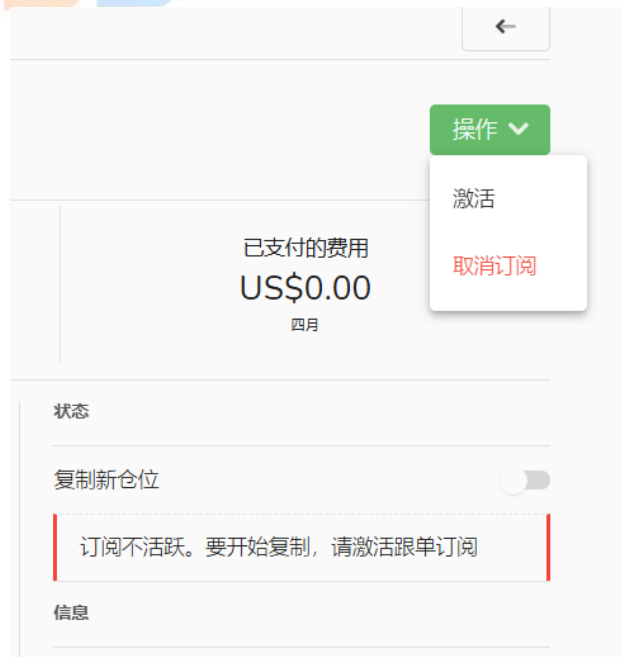 操作
激活
取消订阅
已支付的费用
US$0.00
四月
状态
复制新仓位
订阅不活跃。要开始复制，请激活跟单订阅
信息